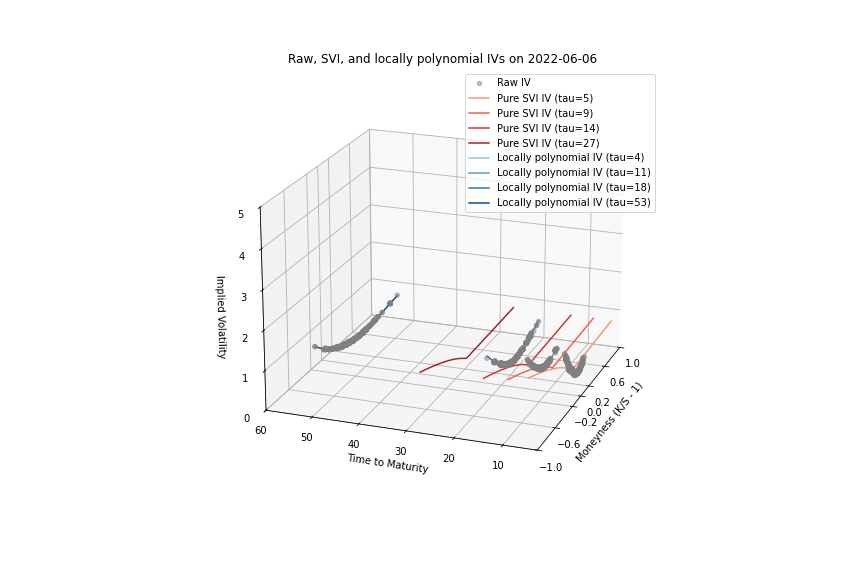 Raw, SVI, and locally polynomial IVs on 2022-06-06
Raw IV
Pure SVI IV (tau=5)
Pure SVI IV (tau=9)
Pure SVI IV (tau=14)
Pure SVI IV (tau=27)
Locally polynomial IV (tau=4)
Locally polynomial IV (tau=11)
Locally polynomial IV (tau=18)
Locally polynomial IV (tau=53)
5
4
3
2
1
0
Implied Volatility
60
50
40
30
20
10
Time to Maturity
1.0
0.6
0.2
0.0
−0.2
−0.6
−1.0
Moneyness (K/S - 1)